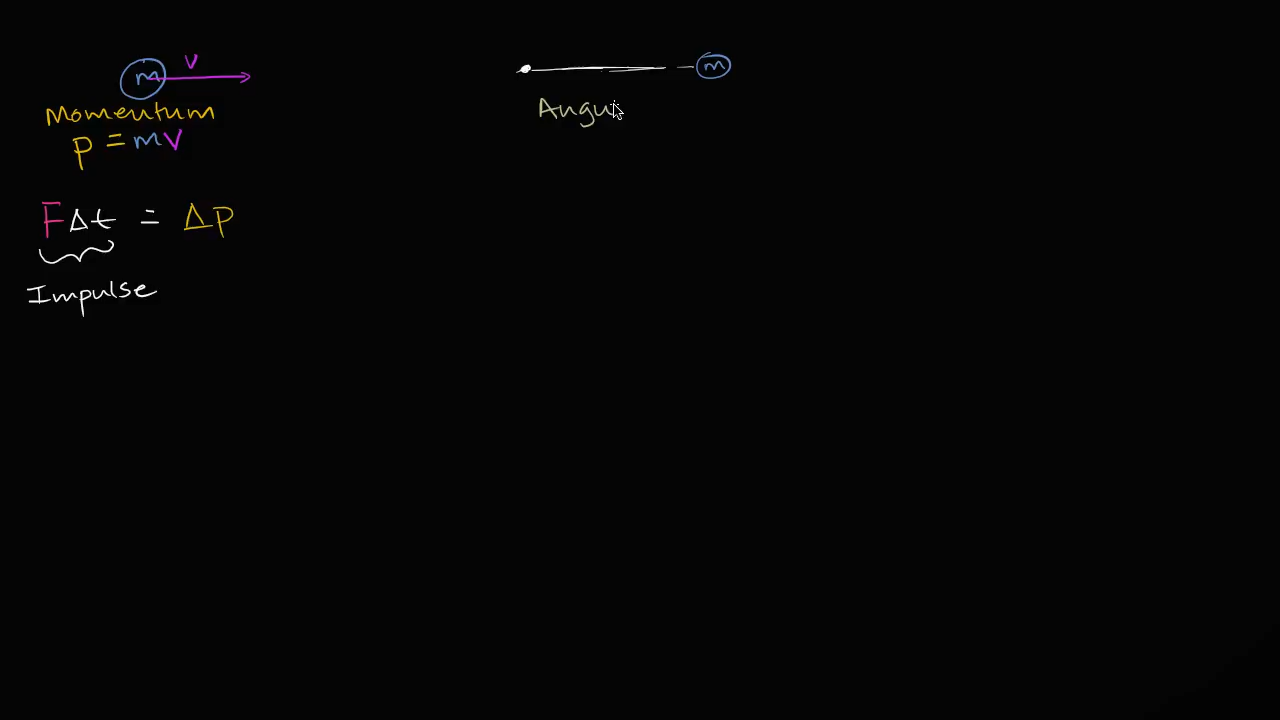 m v
Momentum
p = mv
FΔt = Δp
Impulse
m
Angu